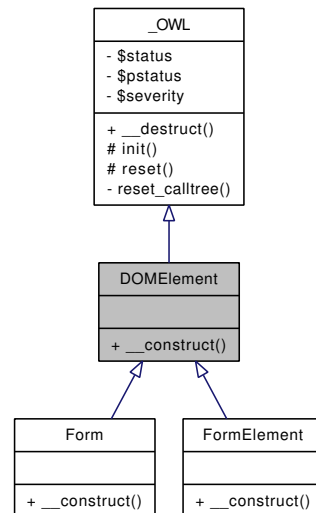 _OWL
- $status
- $pstatus
- $severity
+ __destruct()
# init()
# reset()
- reset_calltree()
DOMElement
+ __construct()
Form
+ __construct()
FormElement
+ __construct()